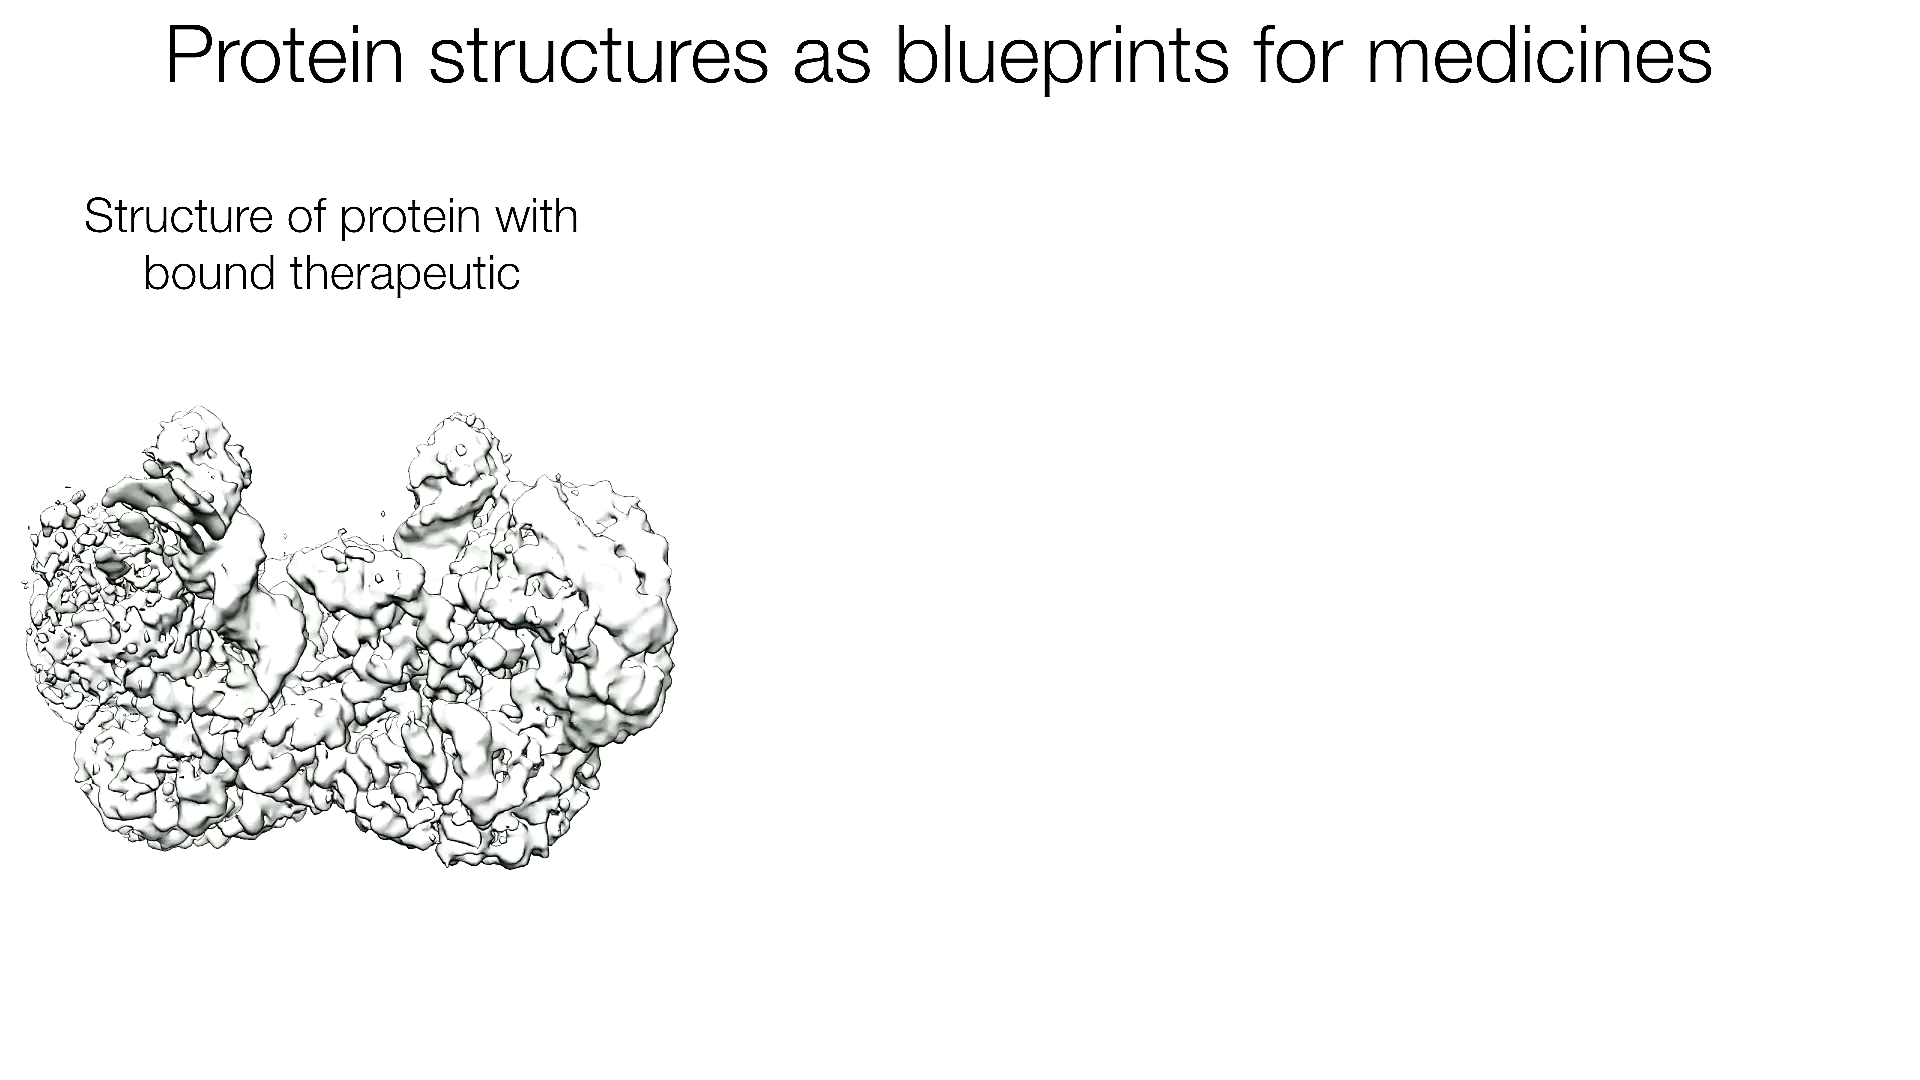 Protein structures as blueprints for medicines
Structure of protein with
bound therapeutic